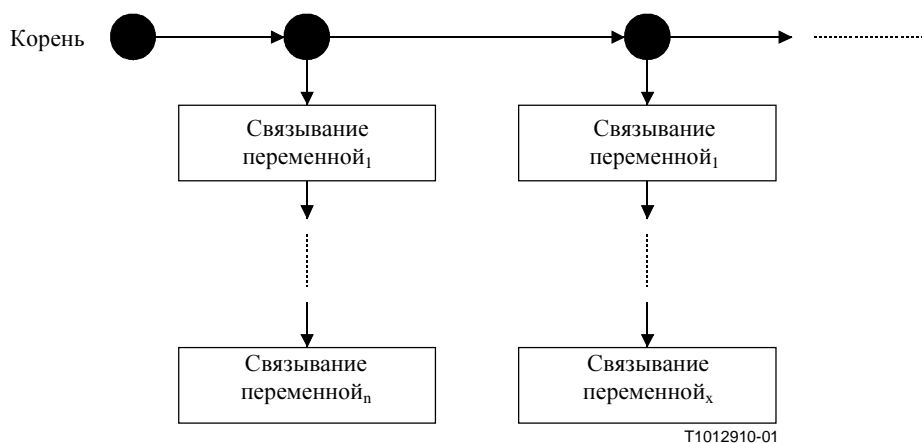 Корень
Связывание
переменной₁
Связывание
переменной₁
Связывание
переменнойₙ
Связывание
переменнойₓ
T1012910-01